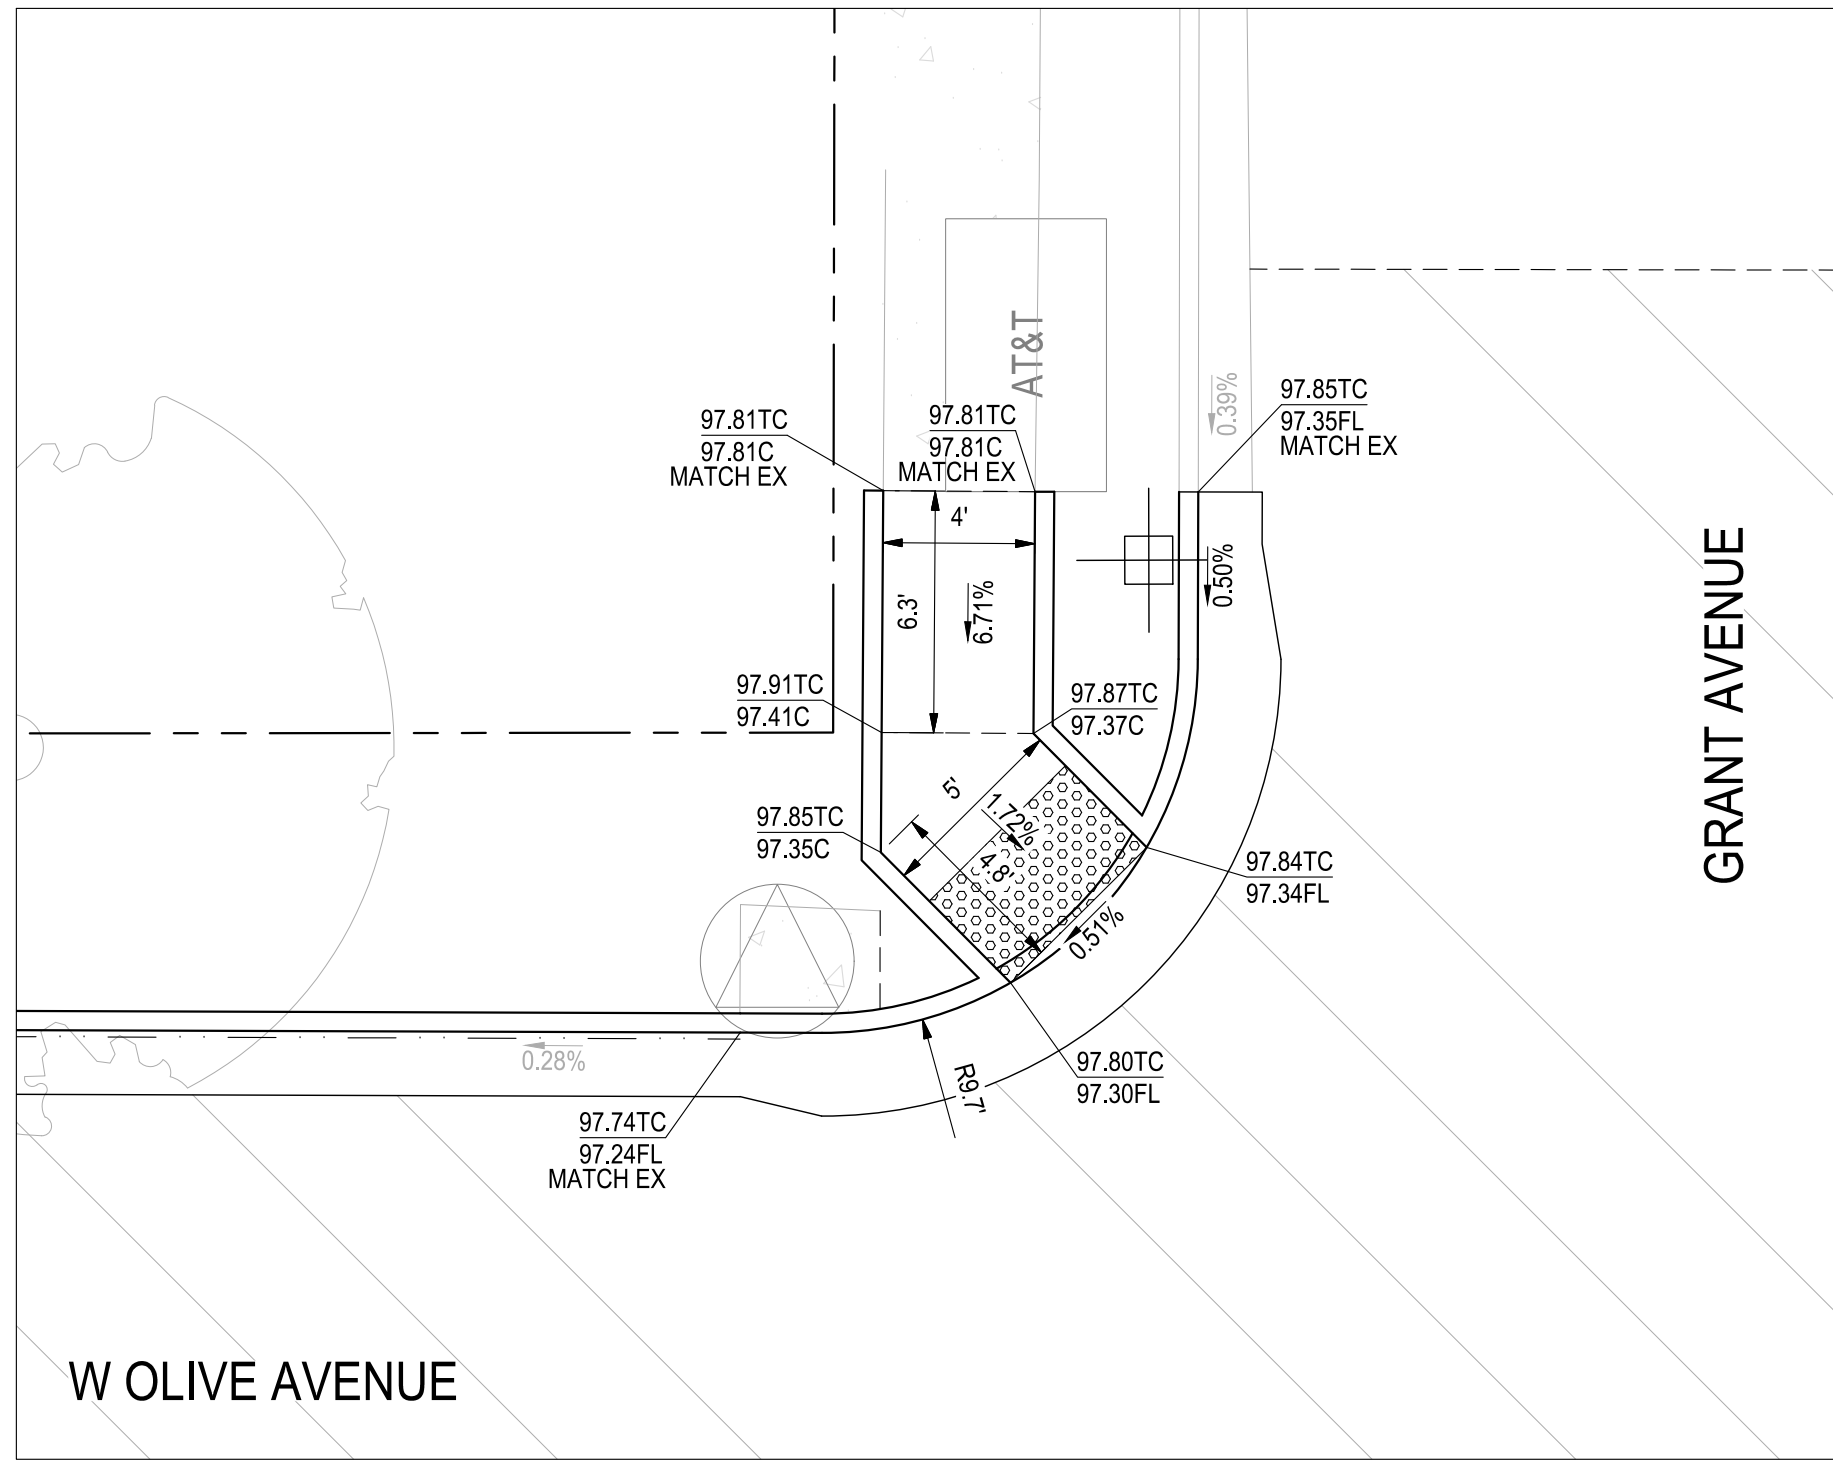 AT&T
0.39%
97.85TC
97.35FL
MATCH EX
97.81TC
97.81C
MATCH EX
97.81TC
97.81C
MATCH EX
4'
6.3'
6.71%
0.50%
GRANT AVENUE
97.91TC
97.41C
97.87TC
97.37C
5'
1.72%
4.8'
97.85TC
97.35C
97.84TC
97.34FL
0.51%
0.28%
97.80TC
97.30FL
R9.7'
97.74TC
97.24FL
MATCH EX
W OLIVE AVENUE